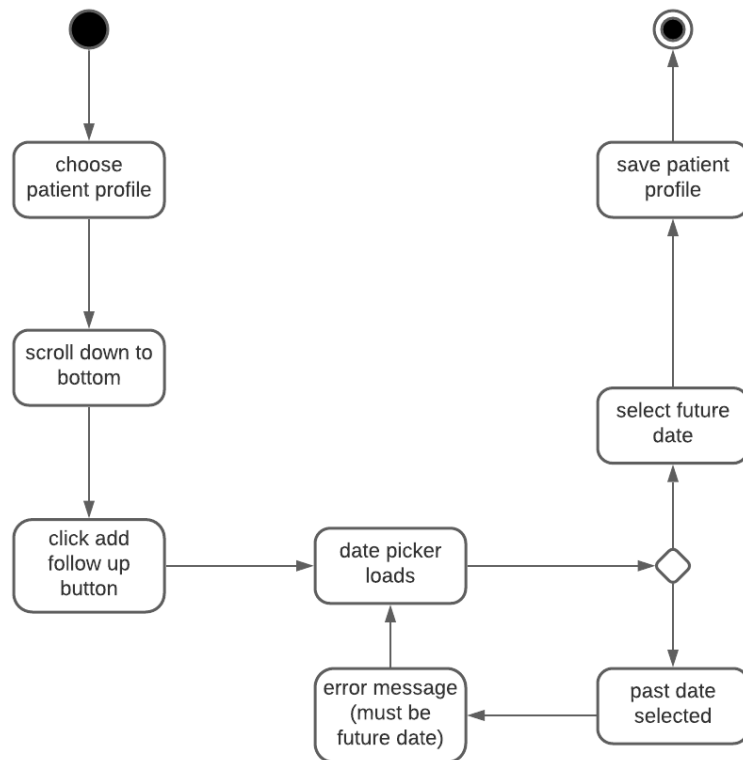 choose
patient profile
scroll down to
bottom
click add
follow up
button
date picker
loads
error message
(must be
future date)
past date
selected
select future
date
save patient
profile